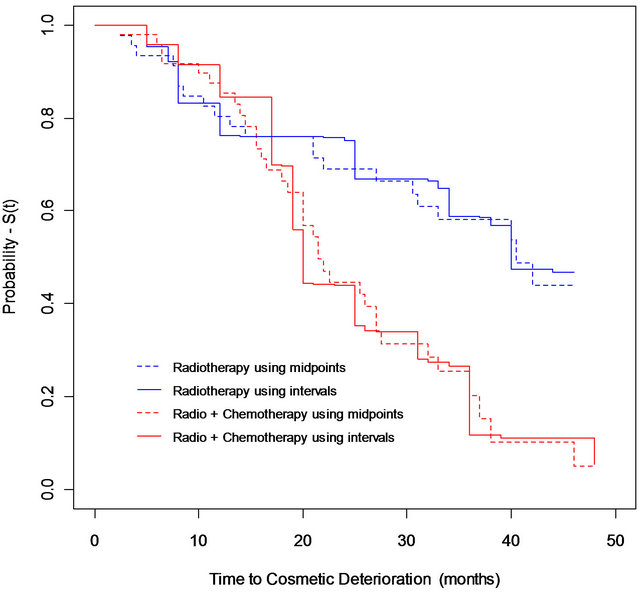 Probability - S(t)
1.0
0.8
0.6
0.4
0.2
0.0
Radiotherapy using midpoints
Radiotherapy using intervals
Radio + Chemotherapy using midpoints
Radio + Chemotherapy using intervals
0 10 20 30 40 50
Time to Cosmetic Deterioration (months)